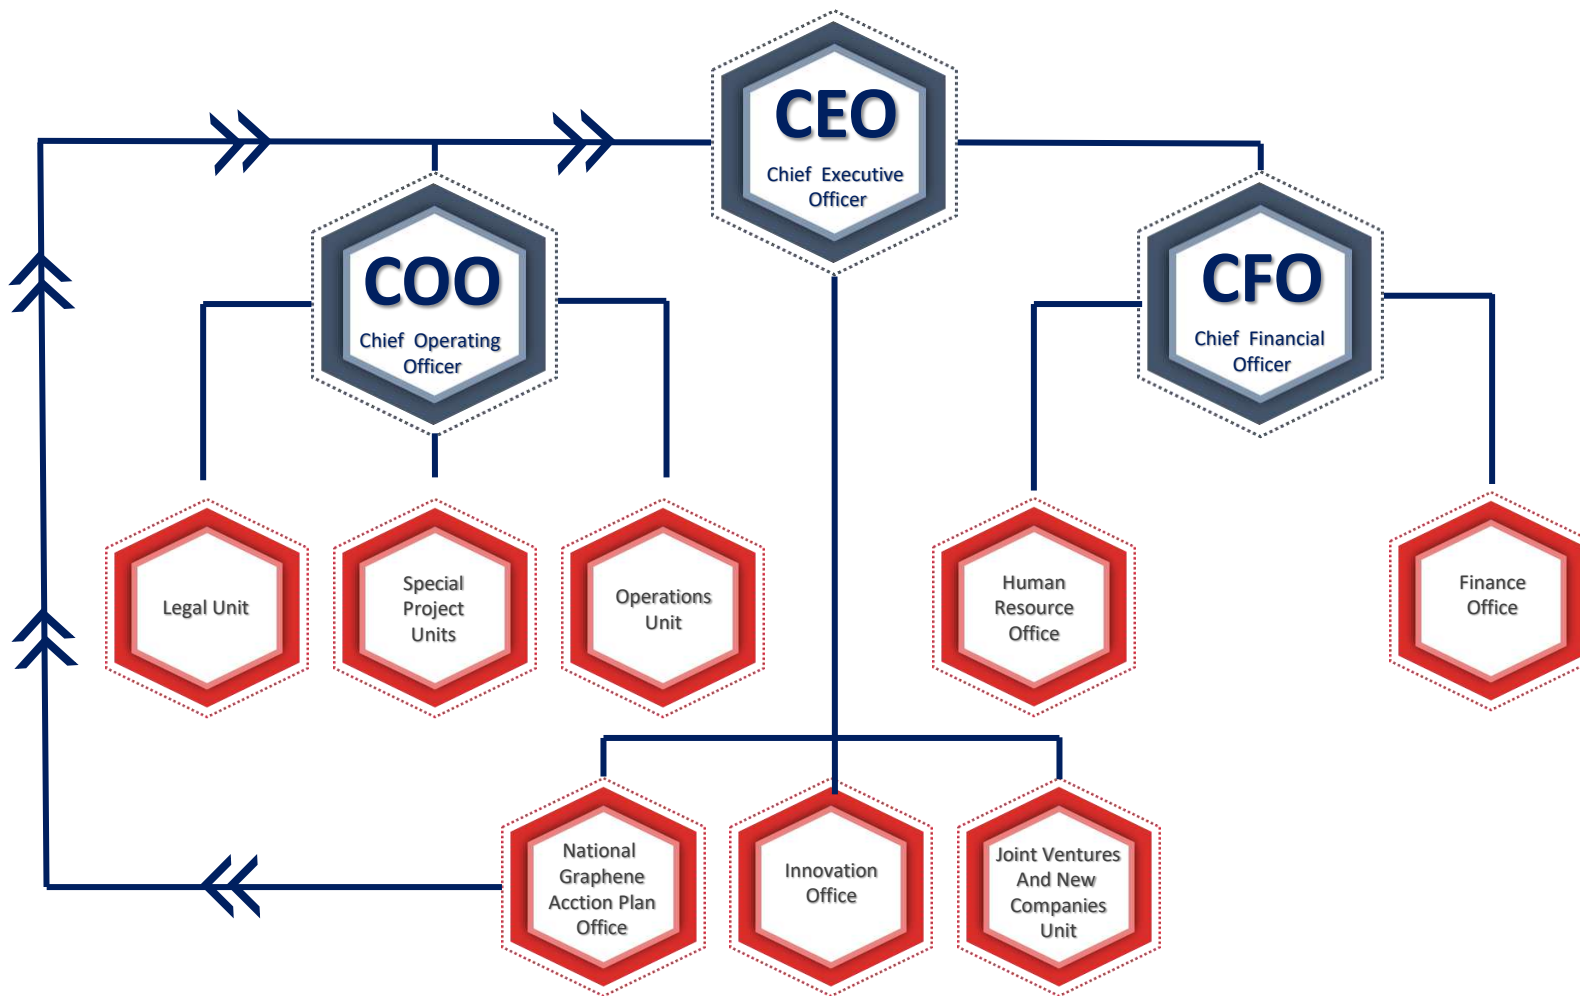 CEO
Chief Executive
Officer
COO
Chief Operating
Officer
CFO
Chief Financial
Officer
Legal Unit
Special
Project
Units
Operations
Unit
Human
Resource
Office
Finance
Office
National
Graphene
Acction Plan
Office
Innovation
Office
Joint Ventures
And New
Companies
Unit